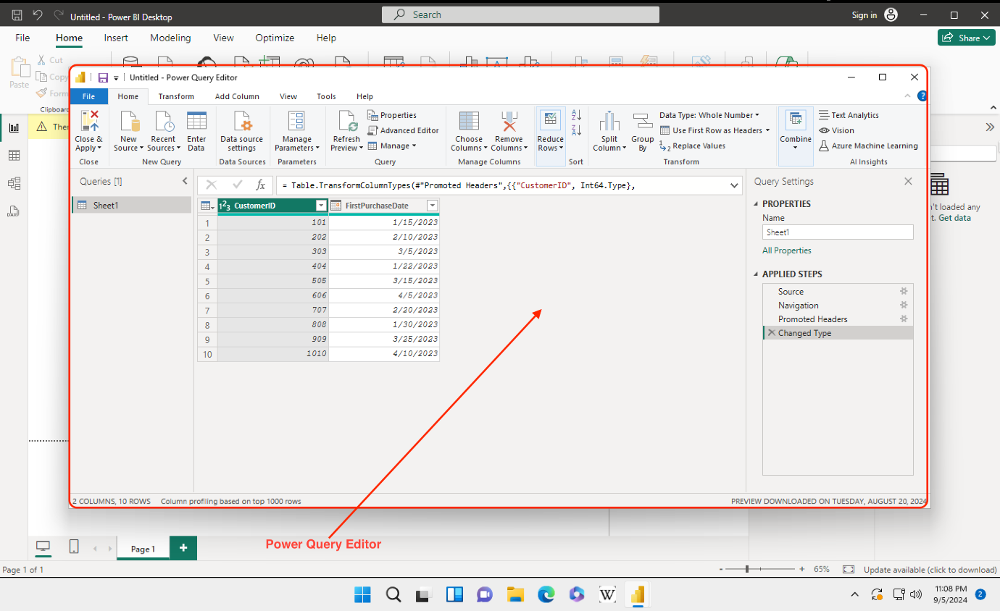 Untitled - Power BI Desktop
Search
Sign in
File Home Insert Modeling View Optimize Help
Share
Paste
Cut
Copy
Form
Clipboard
Ther
Untitled - Power Query Editor
File Home Transform Add Column View Tools Help
Close & Apply
Close
New Source
Recent Sources
Enter Data
New Query
Data source settings
Data Sources
Manage Parameters
Parameters
Refresh Preview
Properties
Advanced Editor
Manage
Query
Choose Columns
Remove Columns
Manage Columns
Reduce Rows
Sort
Split Column
Group By
Data Type: Whole Number
Use First Row as Headers
Replace Values
Transform
Combine
Text Analytics
Vision
Azure Machine Learning
AI Insights
Queries [1]
Sheet1
fx
= Table.TransformColumnTypes(#"Promoted Headers",{{"CustomerID", Int64.Type},
CustomerID FirstPurchaseDate
1 101 1/15/2023
2 202 2/10/2023
3 303 3/5/2023
4 404 1/22/2023
5 505 3/15/2023
6 606 4/5/2023
7 707 2/20/2023
8 808 1/30/2023
9 909 3/25/2023
10 1010 4/10/2023
Query Settings
PROPERTIES
Name
Sheet1
All Properties
APPLIED STEPS
Source
Navigation
Promoted Headers
Changed Type
't loaded any
t. Get data
2 COLUMNS, 10 ROWS Column profiling based on top 1000 rows
PREVIEW DOWNLOADED ON TUESDAY, AUGUST 20, 2024
Power Query Editor
Page 1
Page 1 of 1
65%
Update available (click to download)
11:08 PM
9/5/2024
2